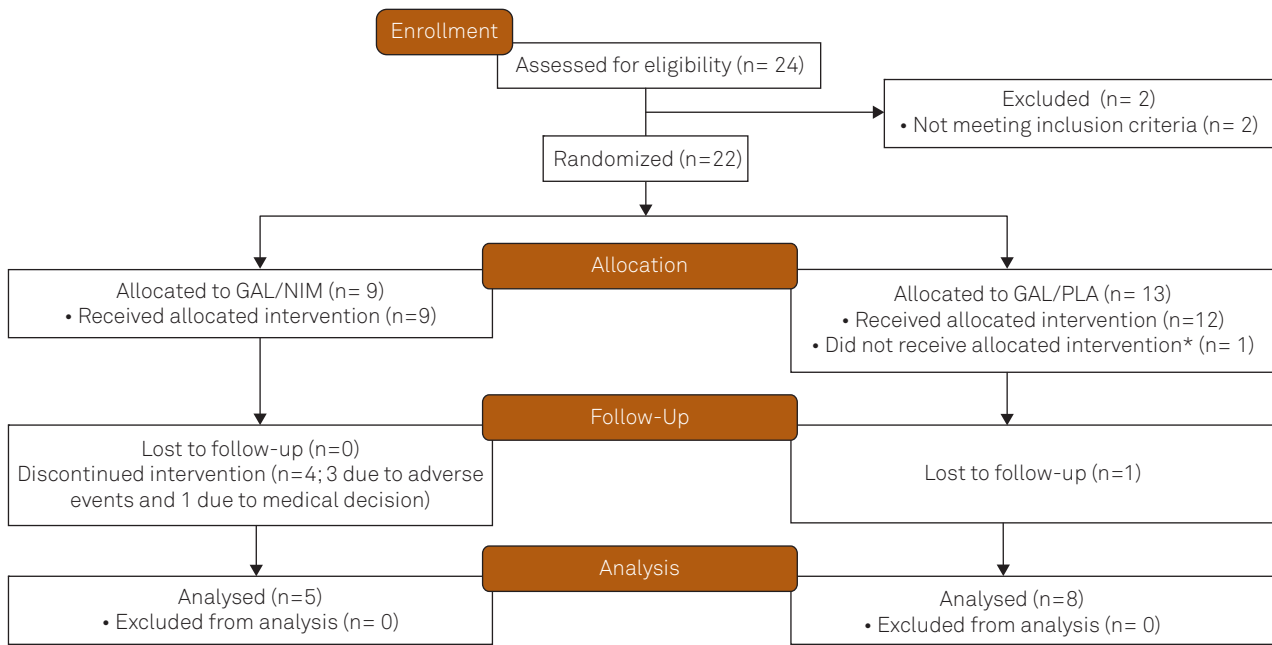 Enrollment
Assessed for eligibility (n= 24)
Excluded (n= 2)
• Not meeting inclusion criteria (n= 2)
Randomized (n=22)
Allocation
Allocated to GAL/NIM (n= 9)
• Received allocated intervention (n=9)
Allocated to GAL/PLA (n= 13)
• Received allocated intervention (n=12)
• Did not receive allocated intervention* (n= 1)
Follow-Up
Lost to follow-up (n=0)
Discontinued intervention (n=4; 3 due to adverse
events and 1 due to medical decision)
Lost to follow-up (n=1)
Analysis
Analysed (n=5)
• Excluded from analysis (n= 0)
Analysed (n=8)
• Excluded from analysis (n= 0)